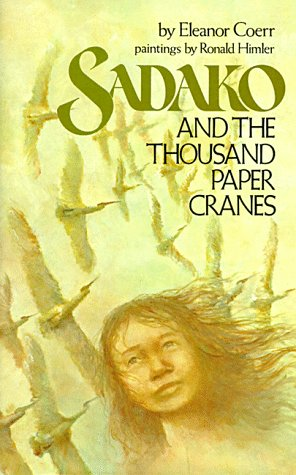 by Eleanor Coerr
paintings by Ronald Himler
SADAKO
AND THE
THOUSAND
PAPER
CRANES